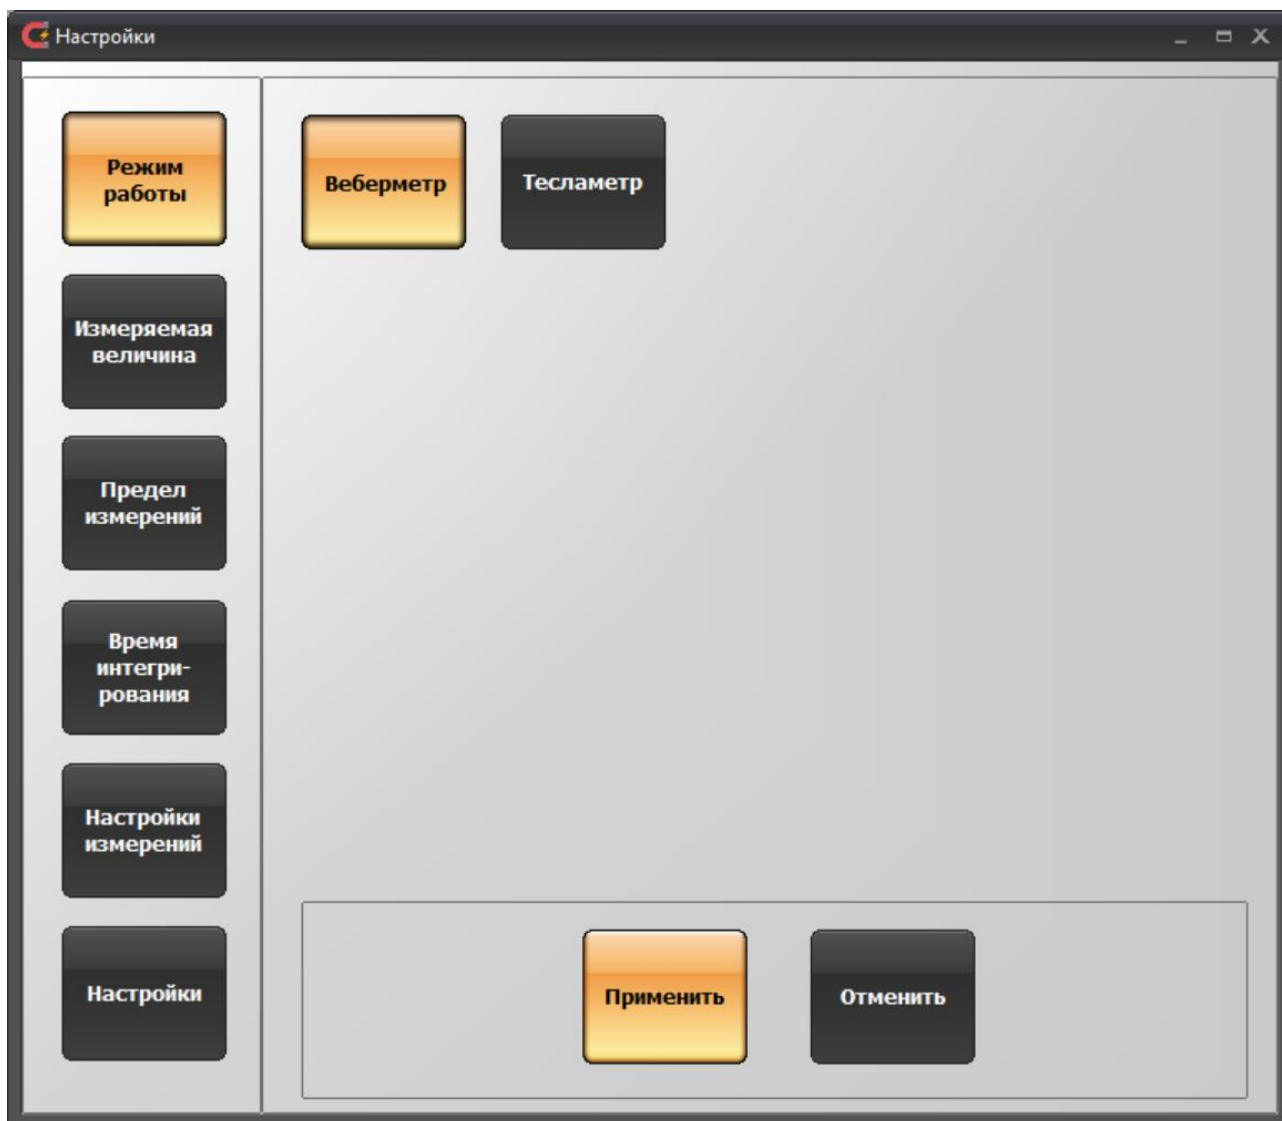 Настройки
Режим
работы
Измеряемая
величина
Предел
измерений
Время
интегри-
рования
Настройки
измерений
Настройки
Веберметр
Тесламетр
Применить
Отменить